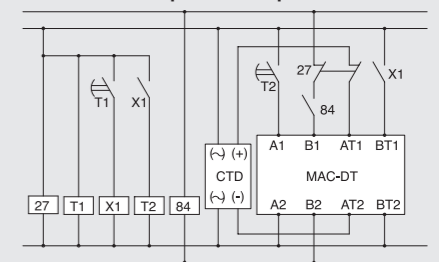 27 X1
T1 X1 T2
84
A1 B1 AT1 BT1
(~) (+)
CTD MAC-DT
(~) (-)
27 T1 X1 T2 84 A2 B2 AT2 BT2